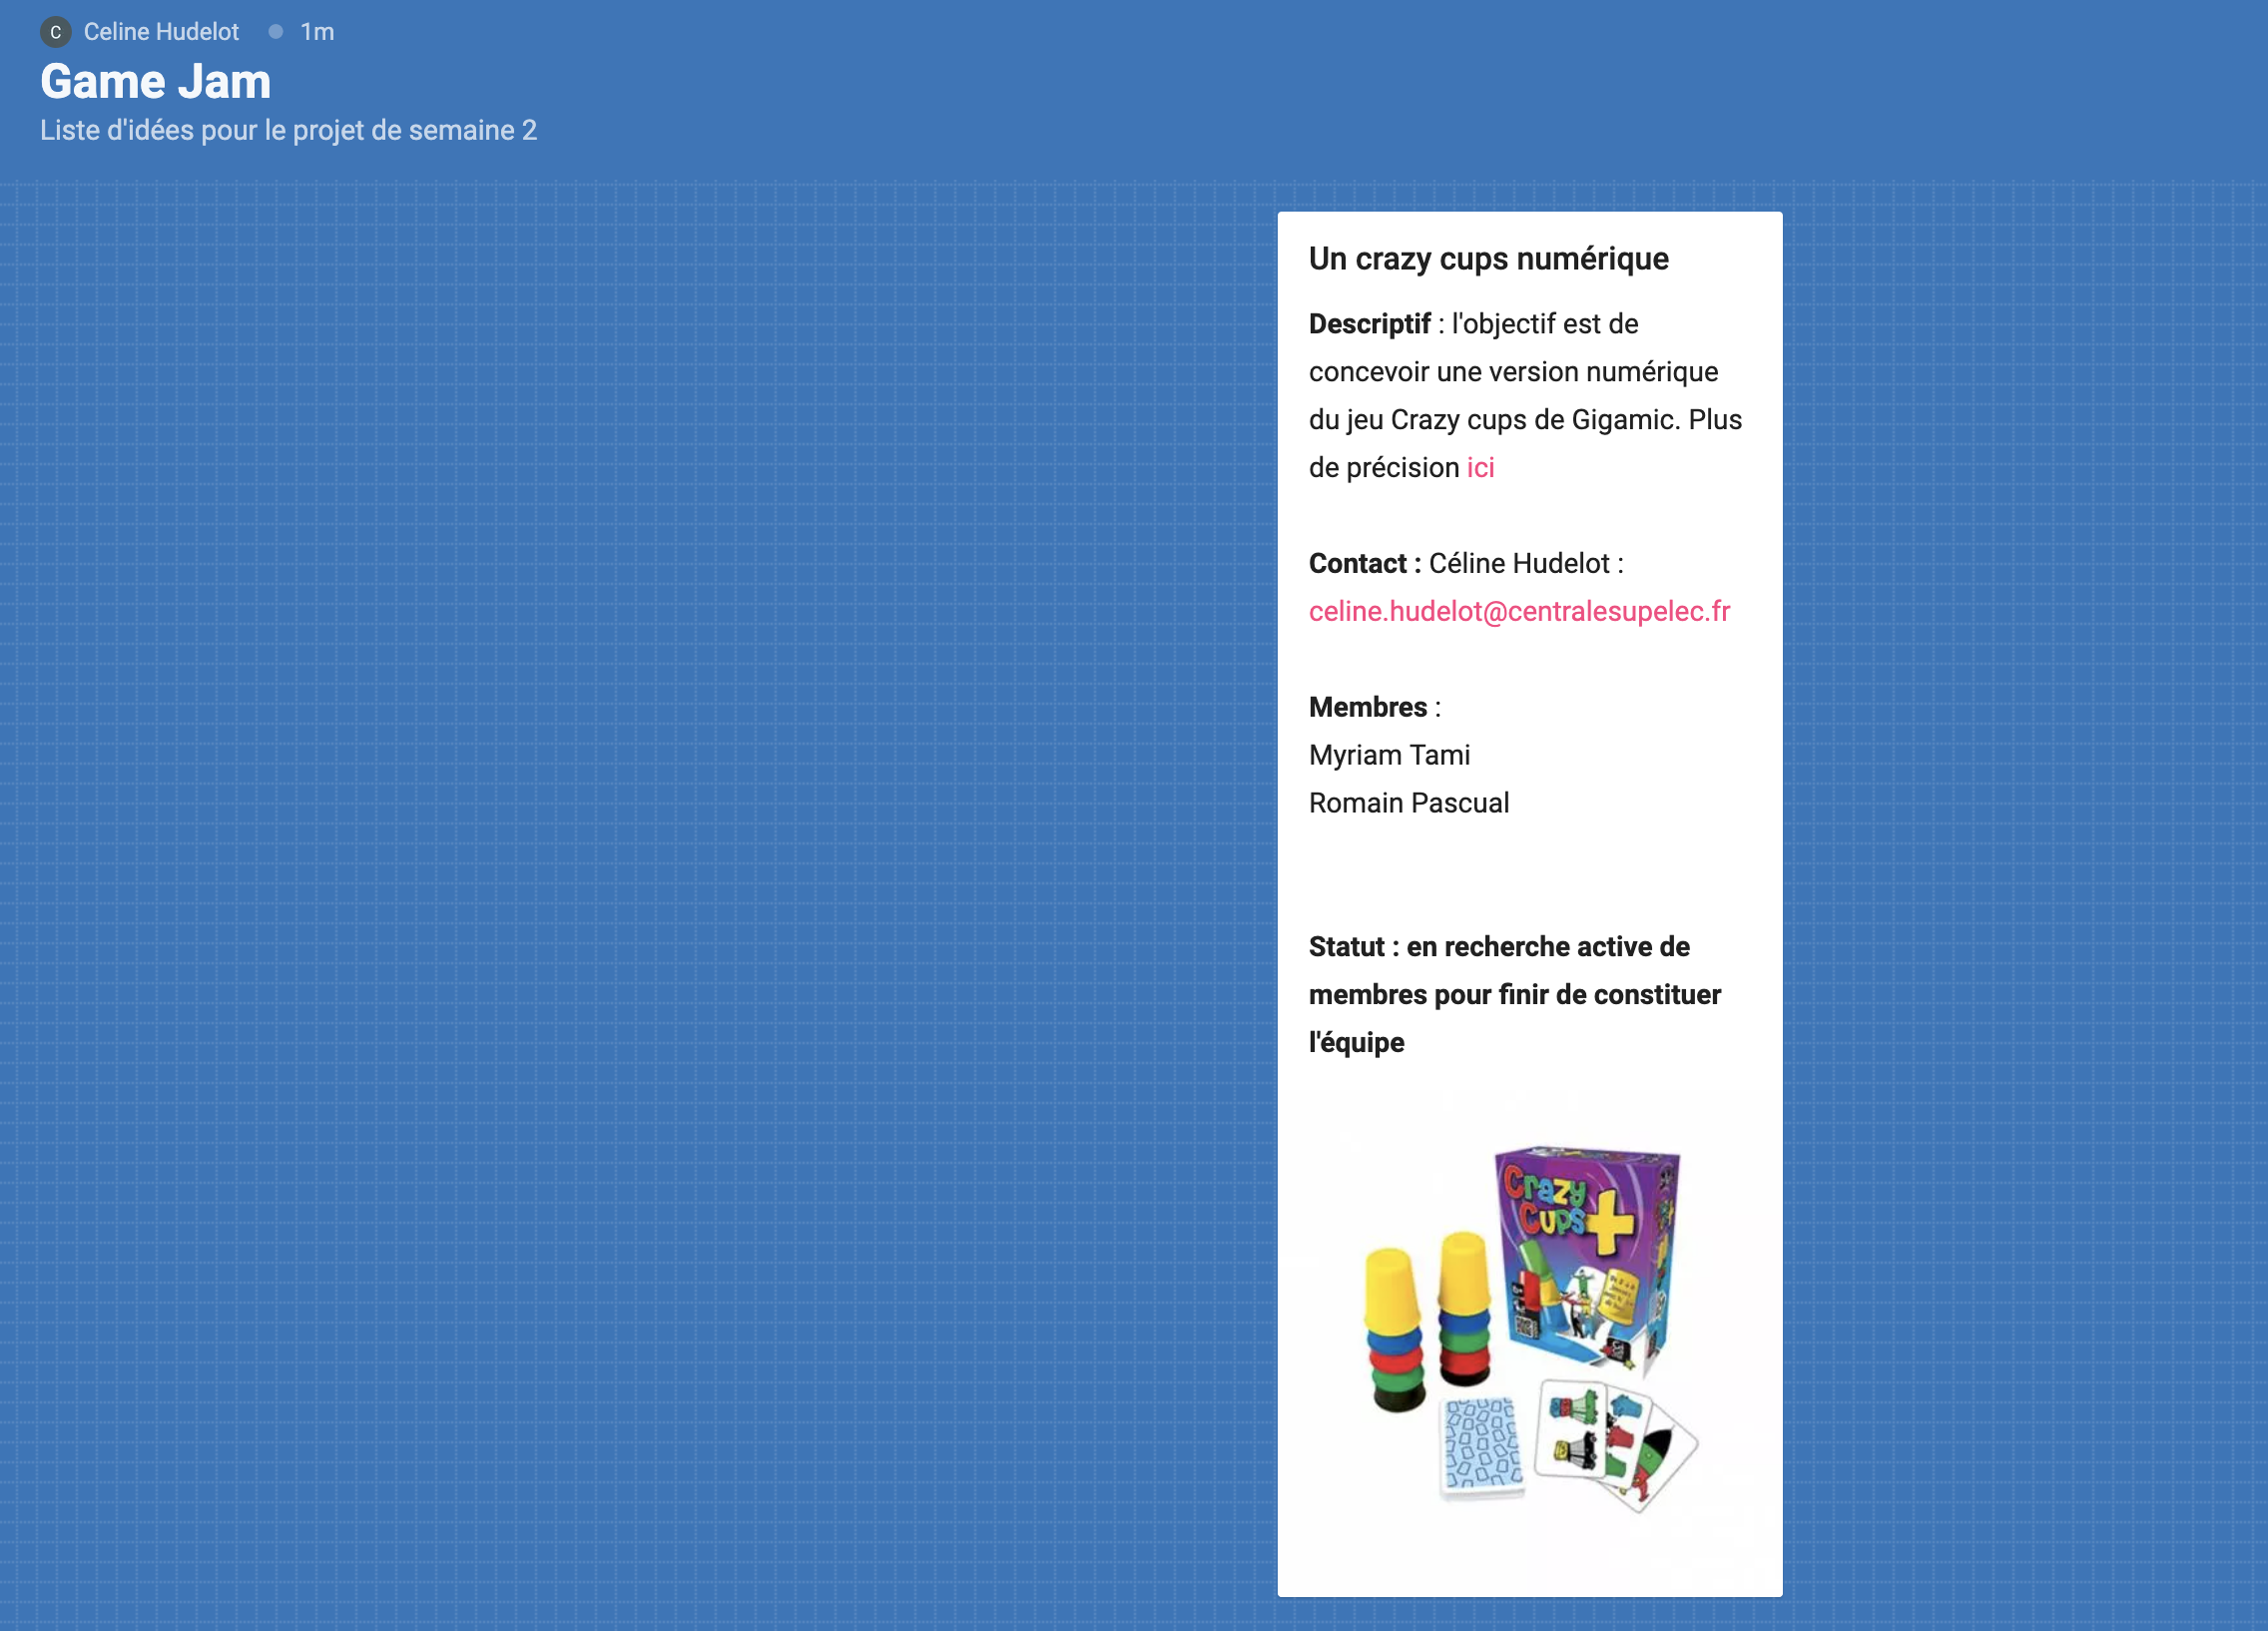 C Celine Hudelot 1m
Game Jam
Liste d'idées pour le projet de semaine 2
Un crazy cups numérique
Descriptif : l'objectif est de
concevoir une version numérique
du jeu Crazy cups de Gigamic. Plus
de précision ici
Contact : Céline Hudelot :
celine.hudelot@centralesupelec.fr
Membres :
Myriam Tami
Romain Pascual
Statut : en recherche active de
membres pour finir de constituer
l'équipe
Crazy
Cups+